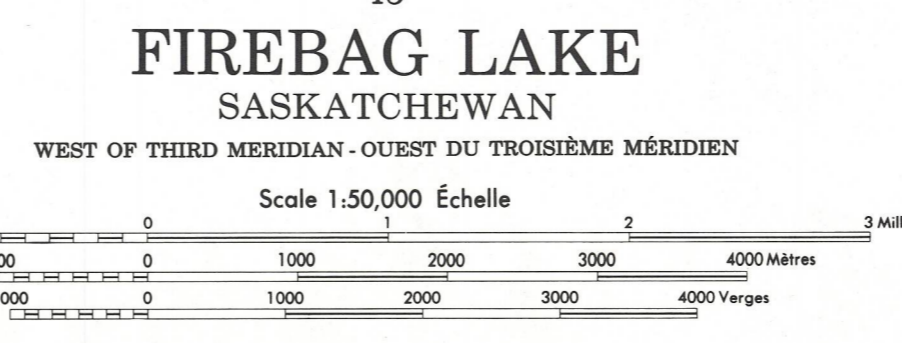 FIREBAG LAKE
SASKATCHEWAN
WEST OF THIRD MERIDIAN - OUEST DU TROISIÈME MÉRIDIEN
Scale 1:50,000 Échelle
0 1 2 3
0 1000 2000 3000 4000 Mètres
0 1000 2000 3000 4000 Verges